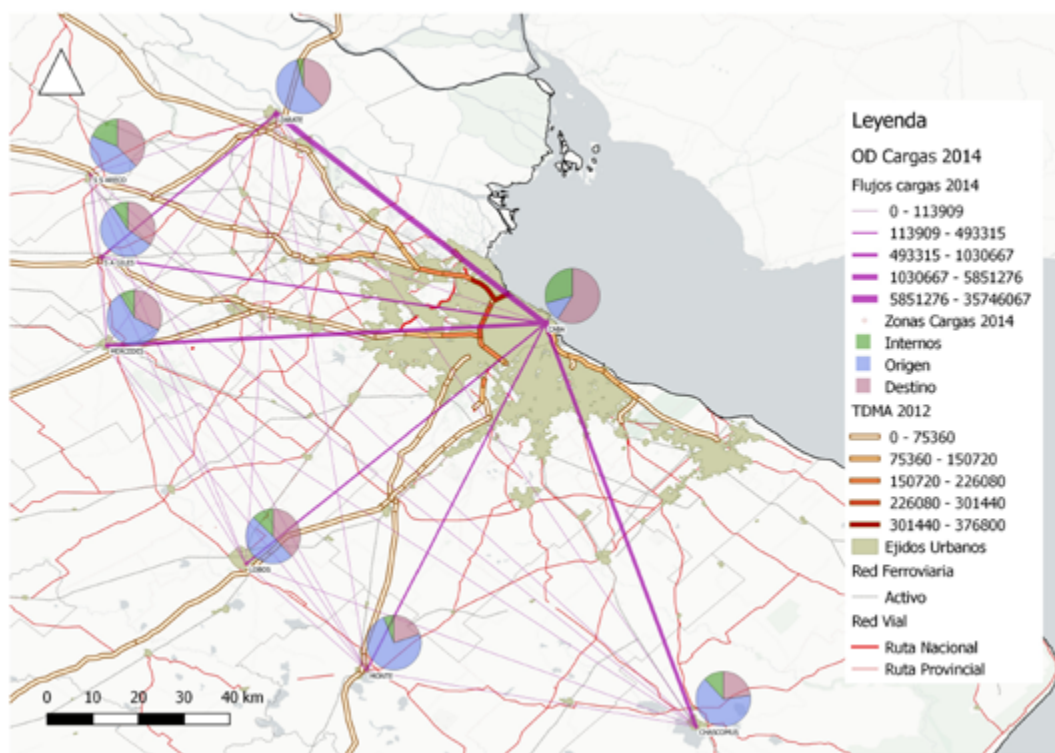 ZARATE
S.A. GILES
MERCEDES
CABA
LOBOS
MONTE
CHASCOMUS
0 10 20 30 40 km
Leyenda
OD Cargas 2014
Flujos cargas 2014
0 - 113909
113909 - 493315
493315 - 1030667
1030667 - 5851276
5851276 - 35746067
Zonas Cargas 2014
Internos
Origen
Destino
TDMA 2012
0 - 75360
75360 - 150720
150720 - 226080
226080 - 301440
301440 - 376800
Ejidos Urbanos
Red Ferroviaria
Activo
Red Vial
Ruta Nacional
Ruta Provincial